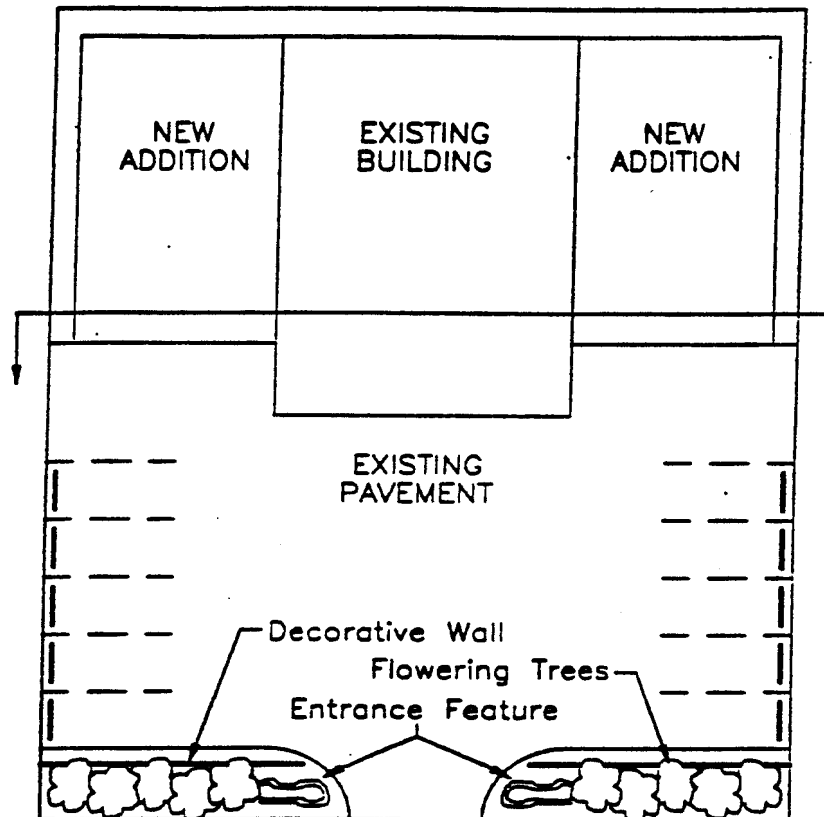 NEW
ADDITION
EXISTING
BUILDING
NEW
ADDITION
EXISTING
PAVEMENT
Decorative Wall
Flowering Trees
Entrance Feature